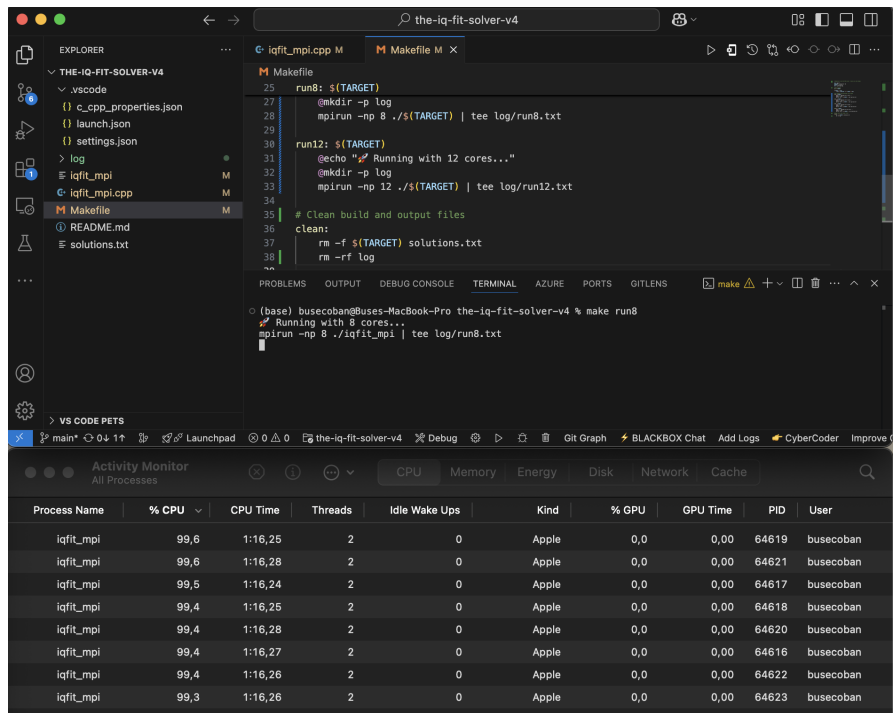 the-iq-fit-solver-v4
EXPLORER
THE-IQ-FIT-SOLVER-V4
.vscode
{} c_cpp_properties.json
{} launch.json
{} settings.json
log
iqfit_mpi M
iqfit_mpi.cpp M
Makefile M
README.md
solutions.txt
VS CODE PETS
6
1
iqfit_mpi.cpp M
Makefile M
Makefile
25 run8: $(TARGET)
27 @mkdir -p log
28 mpirun -np 8 ./$(TARGET) | tee log/run8.txt
29
30 run12: $(TARGET)
31 @echo "🚀 Running with 12 cores..."
32 @mkdir -p log
33 mpirun -np 12 ./$(TARGET) | tee log/run12.txt
34
35 # Clean build and output files
36 clean:
37 rm -f $(TARGET) solutions.txt
38 rm -rf log
PROBLEMS OUTPUT DEBUG CONSOLE TERMINAL AZURE PORTS GITLENS make
(base) busecoban@Buses-MacBook-Pro the-iq-fit-solver-v4 % make run8
🚀 Running with 8 cores...
mpirun -np 8 ./iqfit_mpi | tee log/run8.txt
main* 0↓ 1↑ Launchpad 0 0 the-iq-fit-solver-v4 Debug Git Graph BLACKBOX Chat Add Logs CyberCoder Improve
Activity Monitor
All Processes
CPU Memory Energy Disk Network Cache
Process Name % CPU CPU Time Threads Idle Wake Ups Kind % GPU GPU Time PID User
iqfit_mpi 99,6 1:16,25 2 0 Apple 0,0 0,00 64619 busecoban
iqfit_mpi 99,6 1:16,28 2 0 Apple 0,0 0,00 64621 busecoban
iqfit_mpi 99,5 1:16,24 2 0 Apple 0,0 0,00 64617 busecoban
iqfit_mpi 99,4 1:16,25 2 0 Apple 0,0 0,00 64618 busecoban
iqfit_mpi 99,4 1:16,28 2 0 Apple 0,0 0,00 64620 busecoban
iqfit_mpi 99,4 1:16,27 2 0 Apple 0,0 0,00 64616 busecoban
iqfit_mpi 99,4 1:16,26 2 0 Apple 0,0 0,00 64622 busecoban
iqfit_mpi 99,3 1:16,26 2 0 Apple 0,0 0,00 64623 busecoban